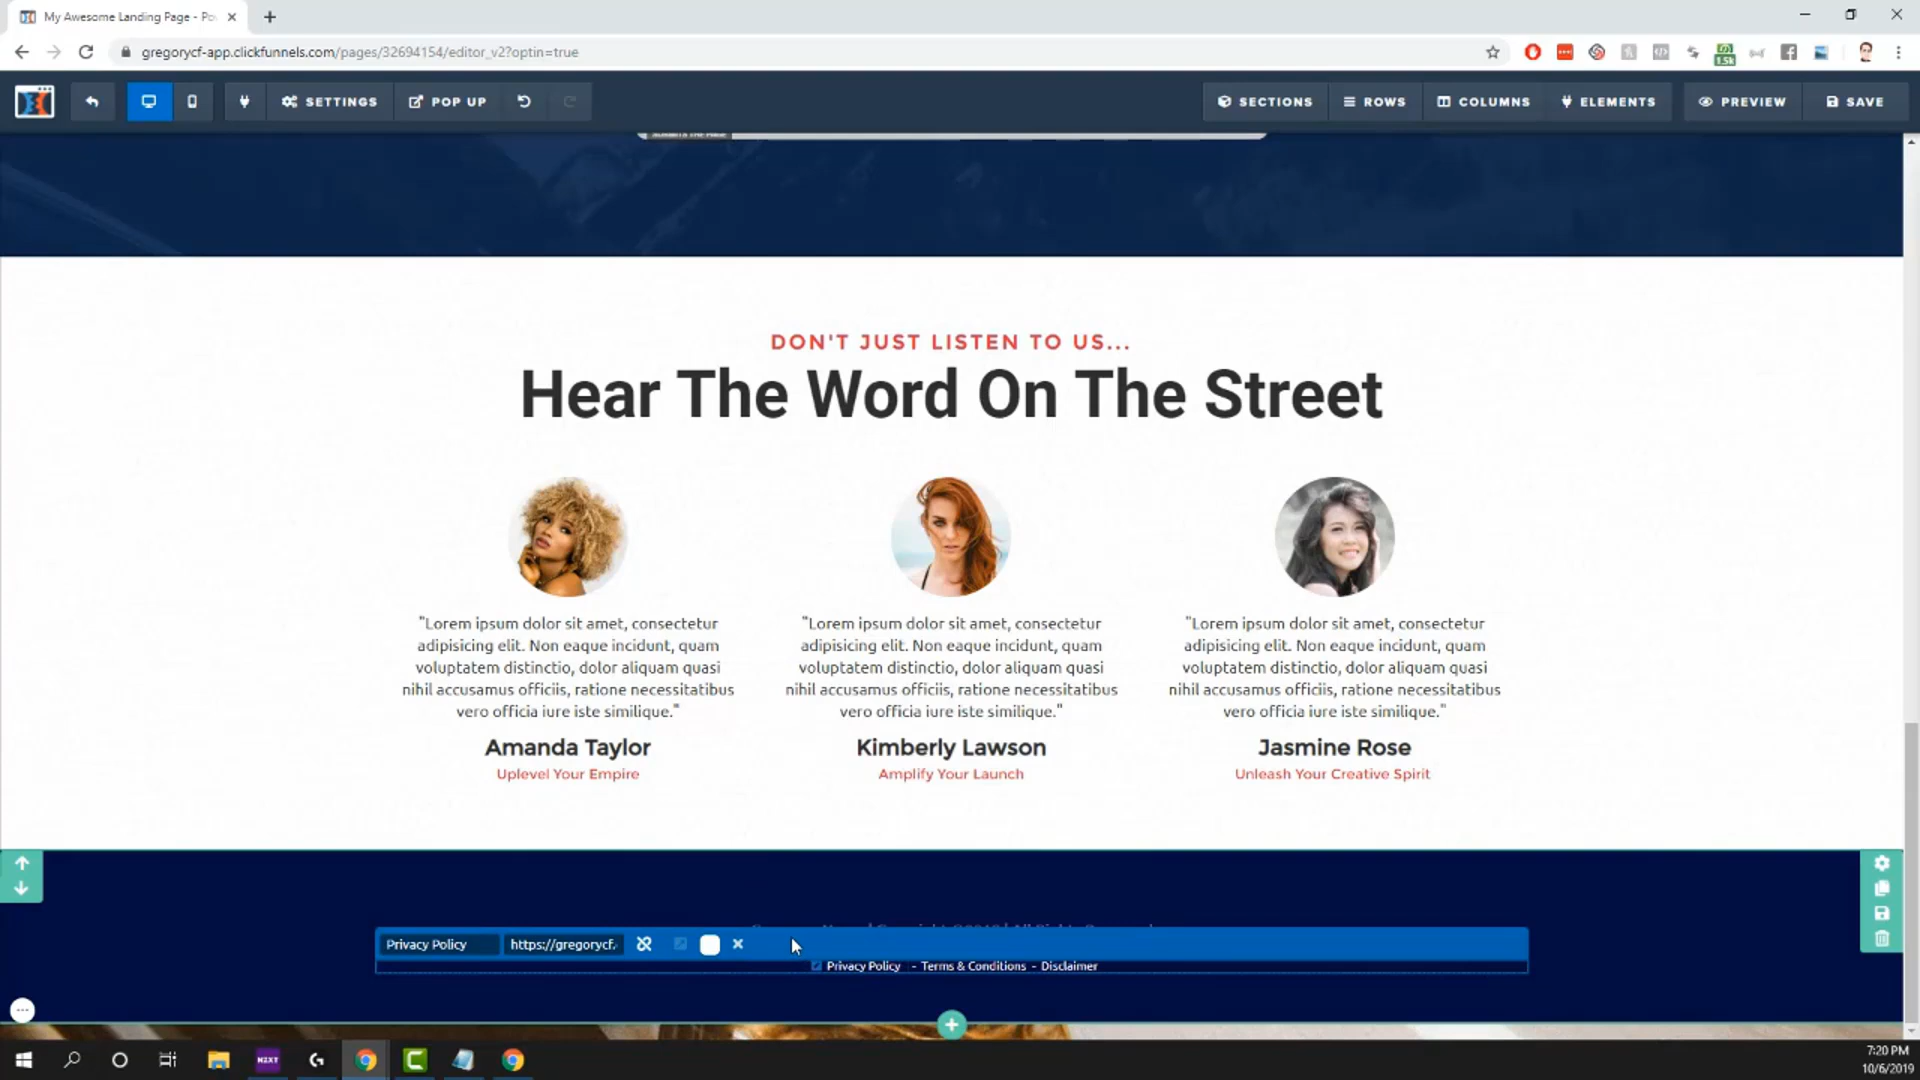 My Awesome Landing Page - Po
gregorycf-app.clickfunnels.com/pages/32694154/editor_v2?optin=true
1.5k
SETTINGS
POP UP
SECTIONS
ROWS
COLUMNS
ELEMENTS
PREVIEW
SAVE
DON'T JUST LISTEN TO US...
Hear The Word On The Street
"Lorem ipsum dolor sit amet, consectetur
adipisicing elit. Non eaque incidunt, quam
voluptatem distinctio, dolor aliquam quasi
nihil accusamus officiis, ratione necessitatibus
vero officia iure iste similique."
Amanda Taylor
Uplevel Your Empire
"Lorem ipsum dolor sit amet, consectetur
adipisicing elit. Non eaque incidunt, quam
voluptatem distinctio, dolor aliquam quasi
nihil accusamus officiis, ratione necessitatibus
vero officia iure iste similique."
Kimberly Lawson
Amplify Your Launch
"Lorem ipsum dolor sit amet, consectetur
adipisicing elit. Non eaque incidunt, quam
voluptatem distinctio, dolor aliquam quasi
nihil accusamus officiis, ratione necessitatibus
vero officia iure iste similique."
Jasmine Rose
Unleash Your Creative Spirit
Privacy Policy
https://gregorycf.
Privacy Policy - Terms & Conditions - Disclaimer
NZXT
7:20 PM
10/6/2019